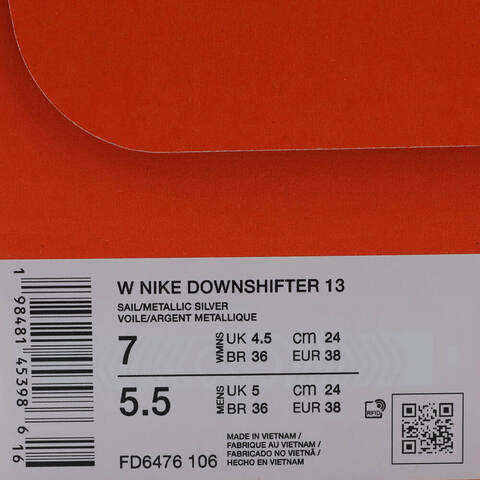 W NIKE DOWNSHIFTER 13
SAIL/METALLIC SILVER
VOILE/ARGENT METALLIQUE
7 WMNS UK 4.5 cm 24
BR 36 EUR 38
5.5 MENS UK 5 cm 24
BR 36 EUR 38
RFID
FD6476 106
MADE IN VIETNAM /
FABRIQUE AU VIETNAM /
FABRICADO NO VIETNÃ /
HECHO EN VIETNAM
1 98481 45398 6 16